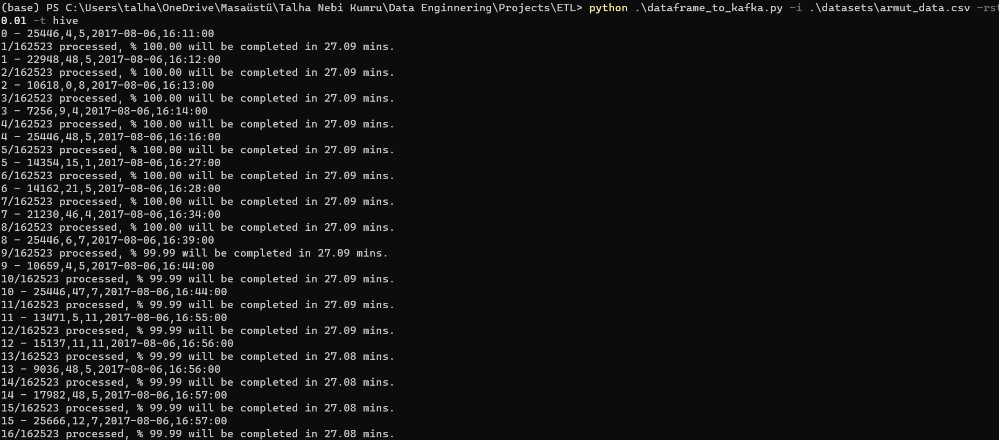 (base) PS C:\Users\talha\OneDrive\Masaüstü\Talha Nebi Kumru\Data Enginnering\Projects\ETL> python .\dataframe_to_kafka.py -i .\datasets\armut_data.csv -rst
0.01 -t hive
0 - 25446,4,5,2017-08-06,16:11:00
1/162523 processed, % 100.00 will be completed in 27.09 mins.
1 - 22948,48,5,2017-08-06,16:12:00
2/162523 processed, % 100.00 will be completed in 27.09 mins.
2 - 10618,0,8,2017-08-06,16:13:00
3/162523 processed, % 100.00 will be completed in 27.09 mins.
3 - 7256,9,4,2017-08-06,16:14:00
4/162523 processed, % 100.00 will be completed in 27.09 mins.
4 - 25446,48,5,2017-08-06,16:16:00
5/162523 processed, % 100.00 will be completed in 27.09 mins.
5 - 14354,15,1,2017-08-06,16:27:00
6/162523 processed, % 100.00 will be completed in 27.09 mins.
6 - 14162,21,5,2017-08-06,16:28:00
7/162523 processed, % 100.00 will be completed in 27.09 mins.
7 - 21230,46,4,2017-08-06,16:34:00
8/162523 processed, % 100.00 will be completed in 27.09 mins.
8 - 25446,6,7,2017-08-06,16:39:00
9/162523 processed, % 99.99 will be completed in 27.09 mins.
9 - 10659,4,5,2017-08-06,16:44:00
10/162523 processed, % 99.99 will be completed in 27.09 mins.
10 - 25446,47,7,2017-08-06,16:44:00
11/162523 processed, % 99.99 will be completed in 27.09 mins.
11 - 13471,5,11,2017-08-06,16:55:00
12/162523 processed, % 99.99 will be completed in 27.09 mins.
12 - 15137,11,11,2017-08-06,16:56:00
13/162523 processed, % 99.99 will be completed in 27.08 mins.
13 - 9036,48,5,2017-08-06,16:56:00
14/162523 processed, % 99.99 will be completed in 27.08 mins.
14 - 17982,48,5,2017-08-06,16:57:00
15/162523 processed, % 99.99 will be completed in 27.08 mins.
15 - 25666,12,7,2017-08-06,16:57:00
16/162523 processed, % 99.99 will be completed in 27.08 mins.